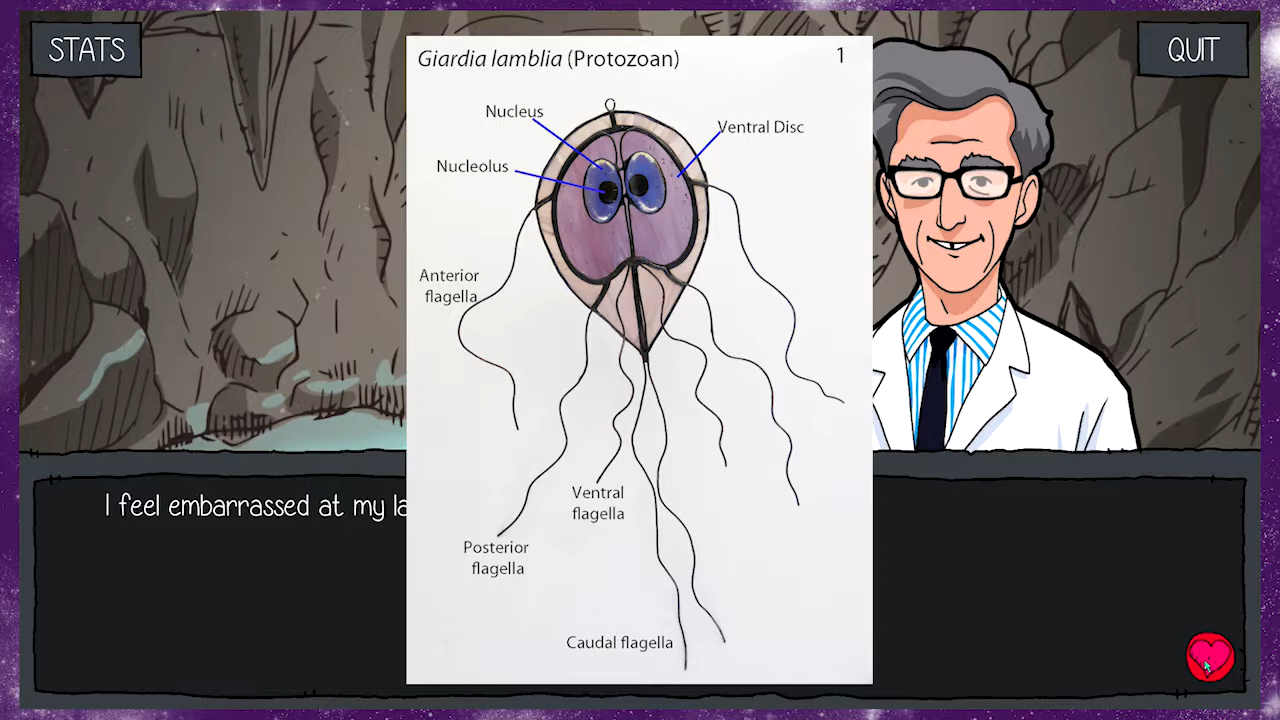 STATS
QUIT
Giardia lamblia (Protozoan)
1
Nucleus
Ventral Disc
Nucleolus
Anterior
flagella
Ventral
flagella
Posterior
flagella
Caudal flagella
I feel embarrassed at my